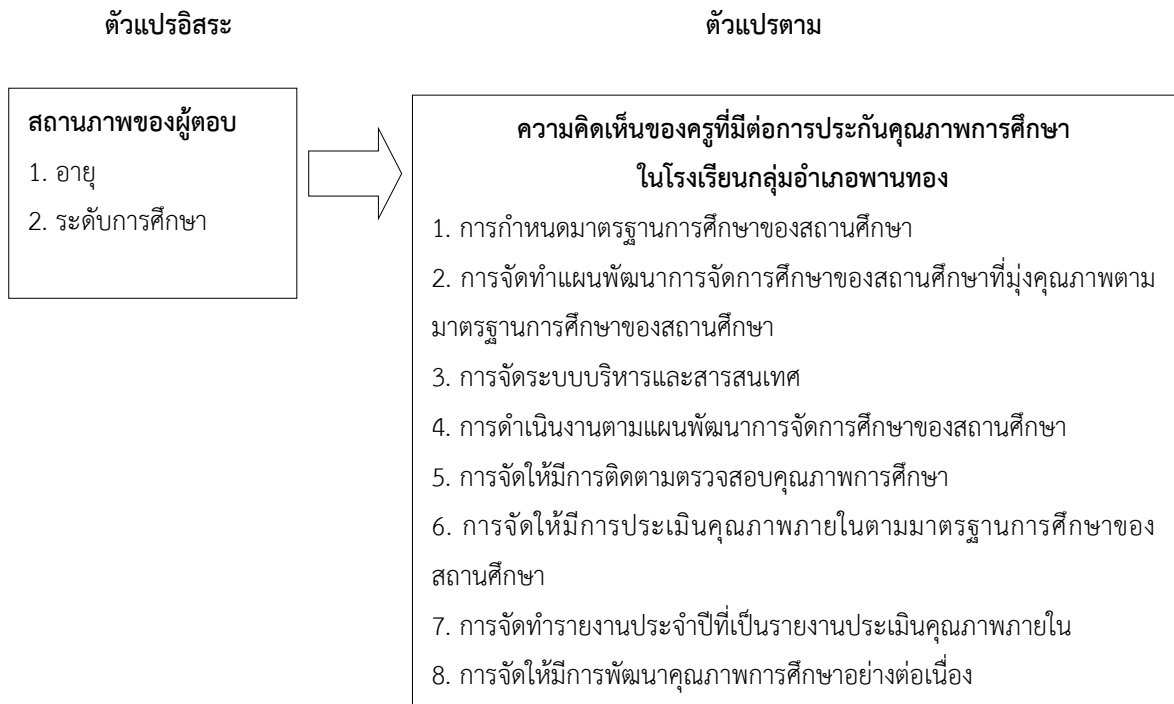 ตัวแปรอิสระ
ตัวแปรตาม
สถานภาพของผู้ตอบ
1. อายุ
2. ระดับการศึกษา
ความคิดเห็นของครูที่มีต่อการประกันคุณภาพการศึกษา
ในโรงเรียนกลุ่มอำเภอพานทอง
1. การกำหนดมาตรฐานการศึกษาของสถานศึกษา
2. การจัดทำแผนพัฒนาการจัดการศึกษาของสถานศึกษาที่มุ่งคุณภาพตาม
มาตรฐานการศึกษาของสถานศึกษา
3. การจัดระบบบริหารและสารสนเทศ
4. การดำเนินงานตามแผนพัฒนาการจัดการศึกษาของสถานศึกษา
5. การจัดให้มีการติดตามตรวจสอบคุณภาพการศึกษา
6. การจัดให้มีการประเมินคุณภาพภายในตามมาตรฐานการศึกษาของ
สถานศึกษา
7. การจัดทำรายงานประจำปีที่เป็นรายงานประเมินคุณภาพภายใน
8. การจัดให้มีการพัฒนาคุณภาพการศึกษาอย่างต่อเนื่อง